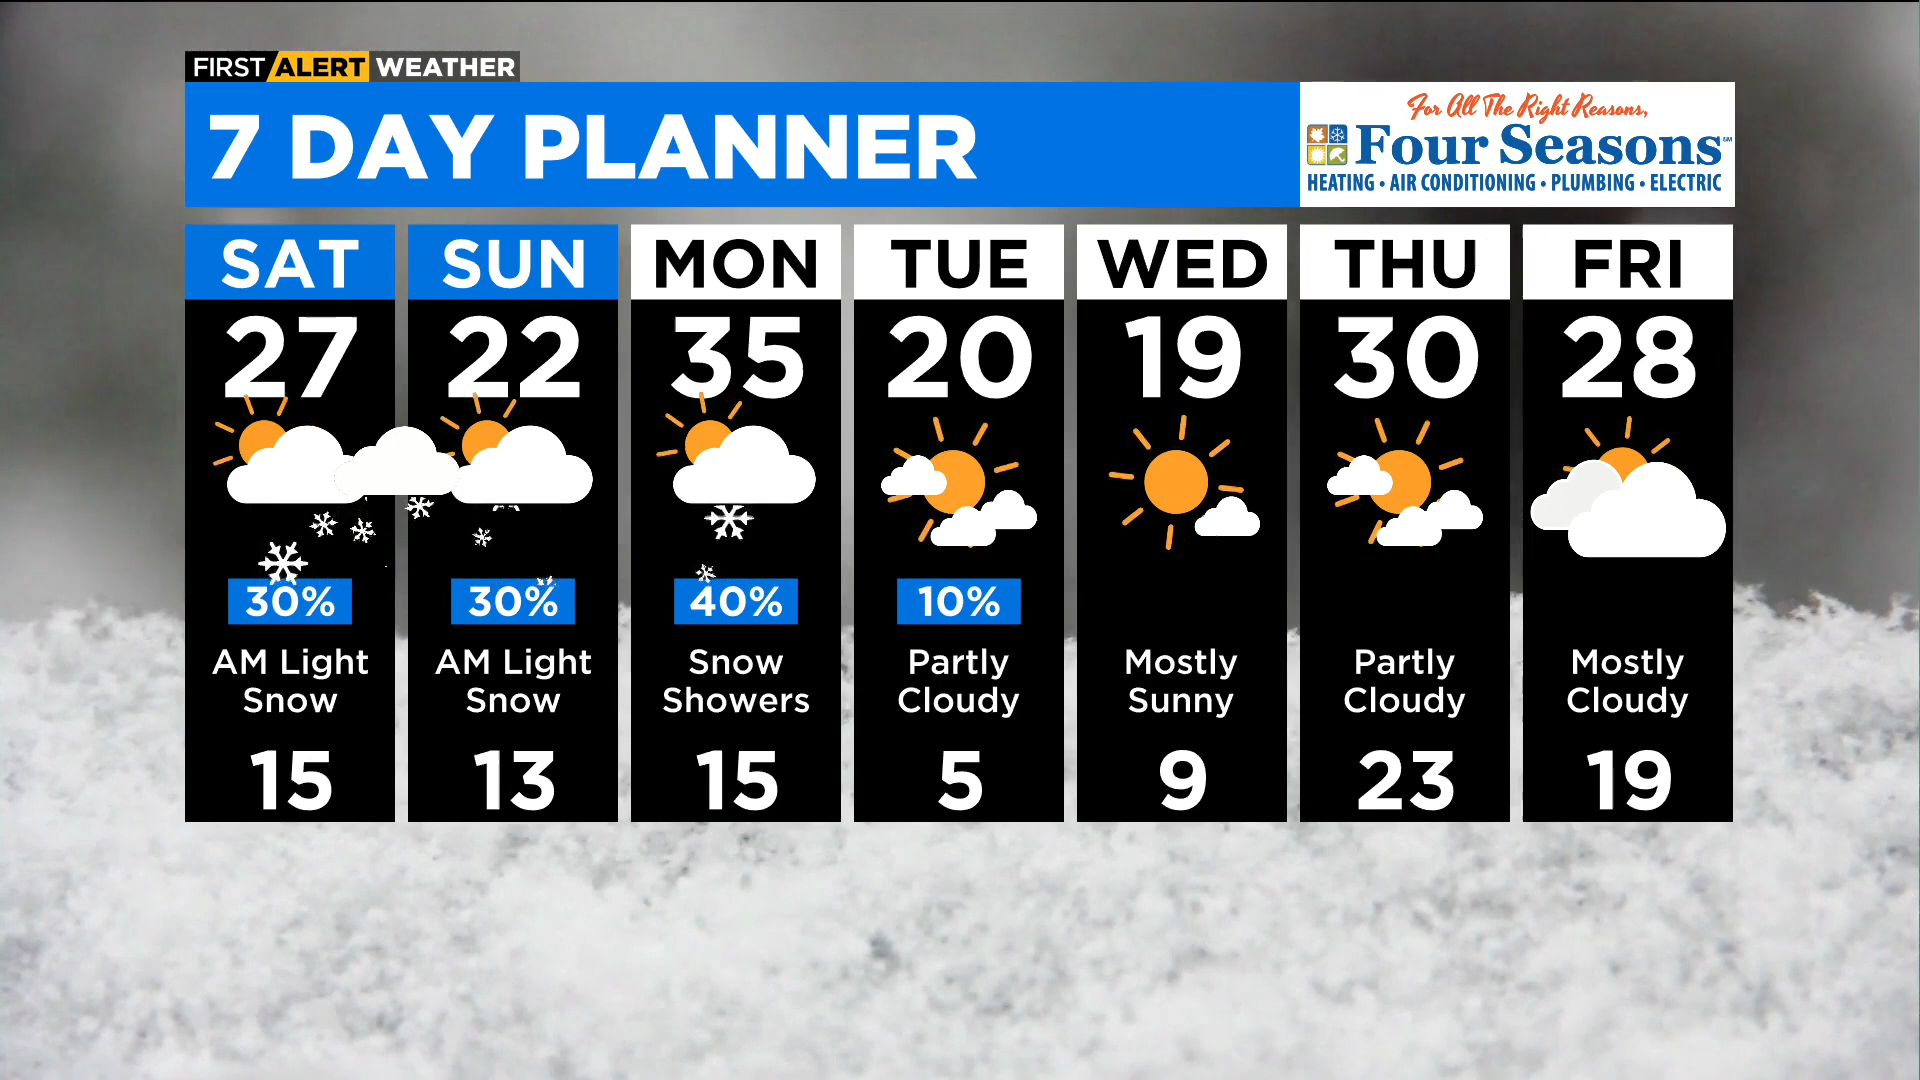 FIRST ALERT WEATHER
7 DAY PLANNER
For All The Right Reasons,
Four Seasons SM
HEATING • AIR CONDITIONING • PLUMBING • ELECTRIC
SAT
27
30%
AM Light
Snow
15
SUN
22
30%
AM Light
Snow
13
MON
35
40%
Snow
Showers
15
TUE
20
10%
Partly
Cloudy
5
WED
19
Mostly
Sunny
9
THU
30
Partly
Cloudy
23
FRI
28
Mostly
Cloudy
19